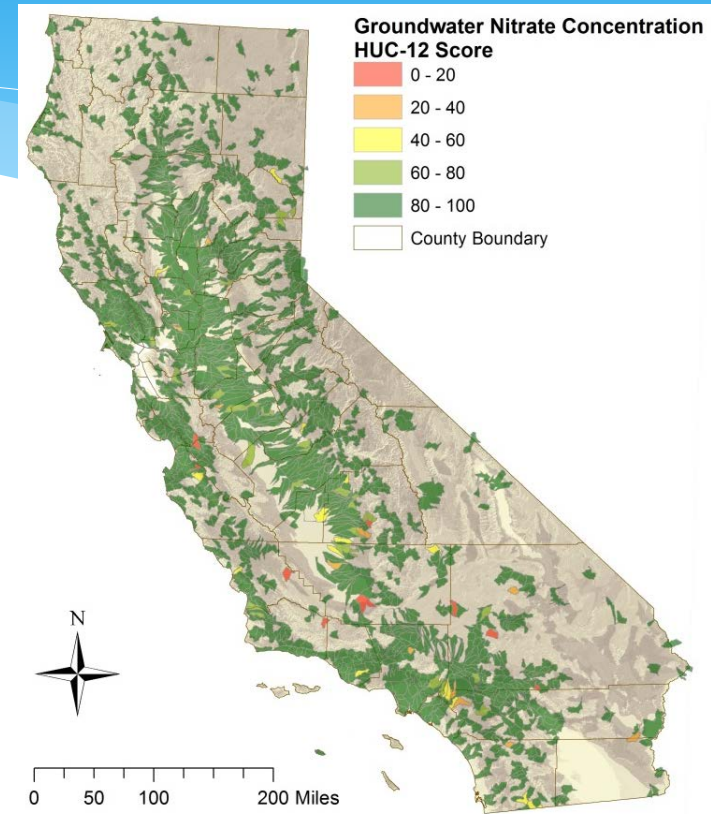 Groundwater Nitrate Concentration
HUC-12 Score
0 - 20
20 - 40
40 - 60
60 - 80
80 - 100
County Boundary
N
0 50 100 200 Miles